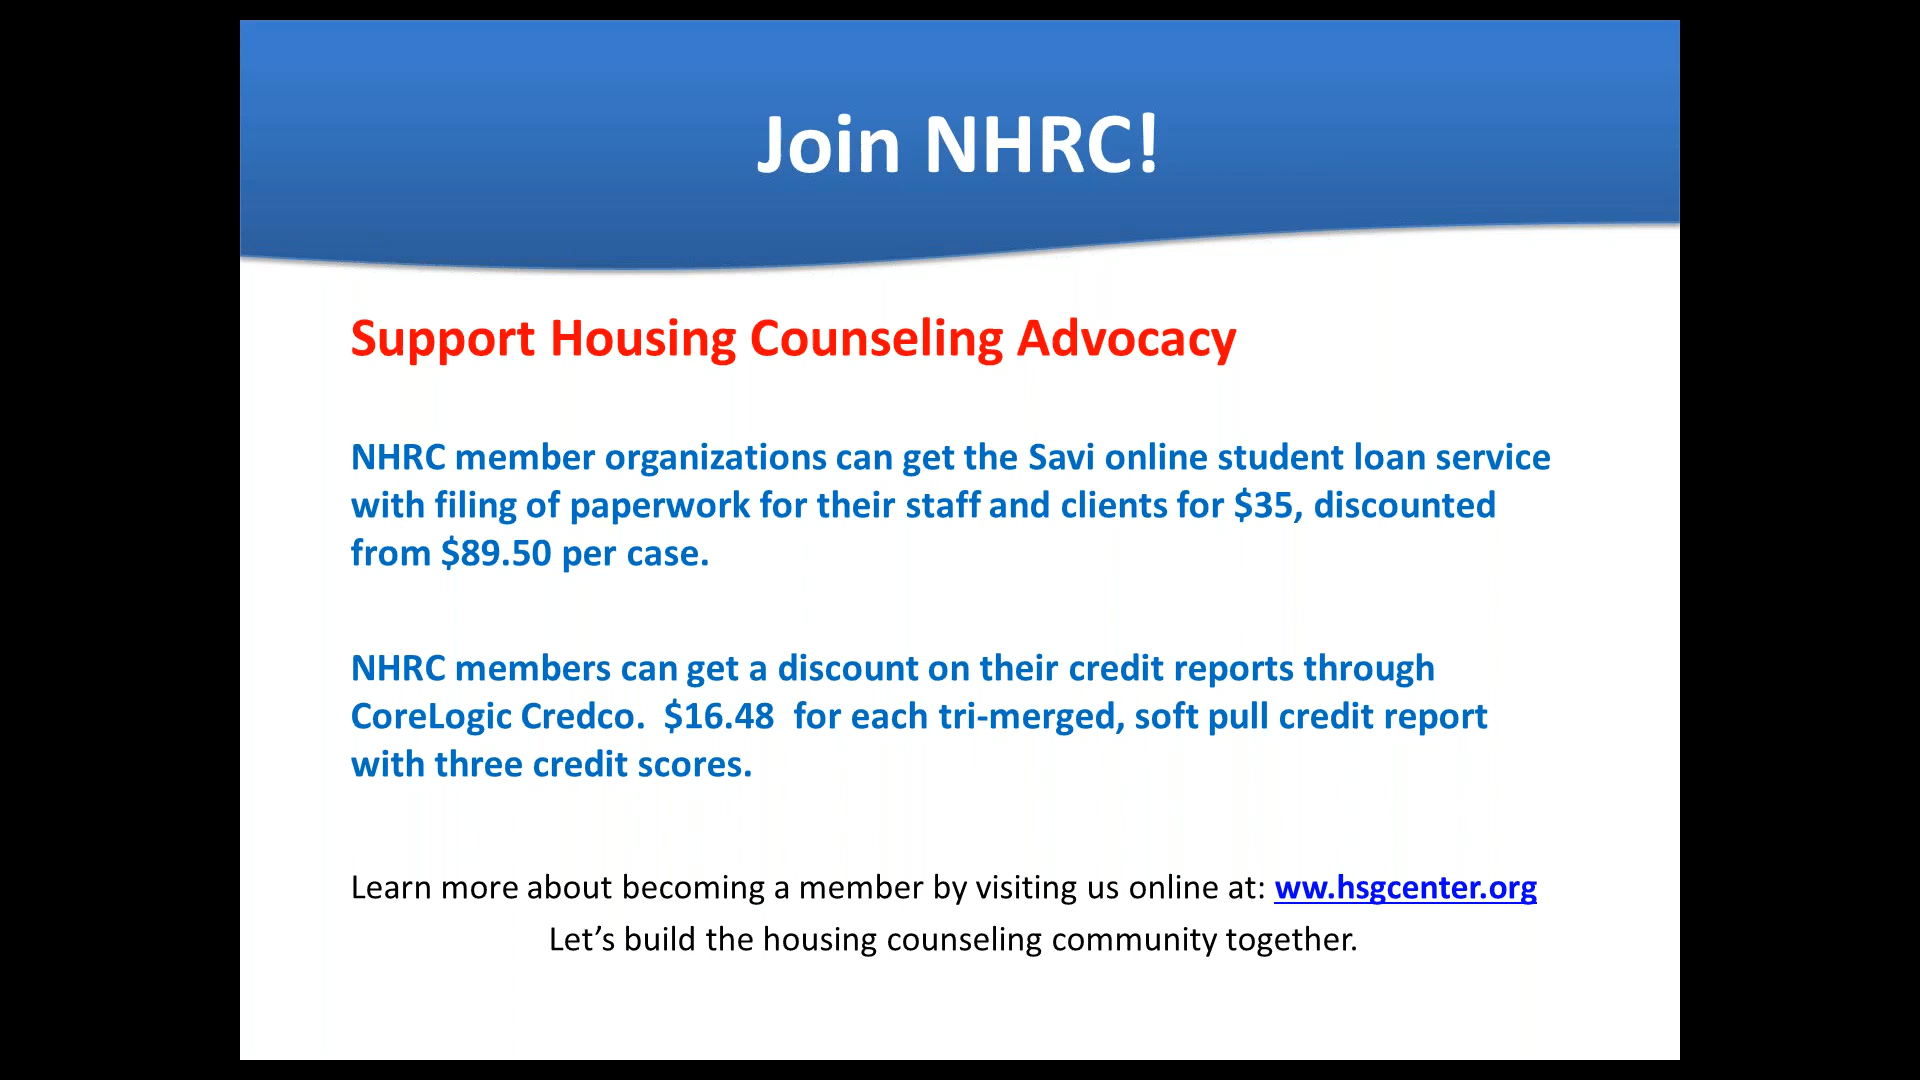 Join NHRC!
Support Housing Counseling Advocacy
NHRC member organizations can get the Savi online student loan service
with filing of paperwork for their staff and clients for $35, discounted
from $89.50 per case.
NHRC members can get a discount on their credit reports through
CoreLogic Credco.  $16.48  for each tri-merged, soft pull credit report
with three credit scores.
Learn more about becoming a member by visiting us online at: ww.hsgcenter.org
Let’s build the housing counseling community together.